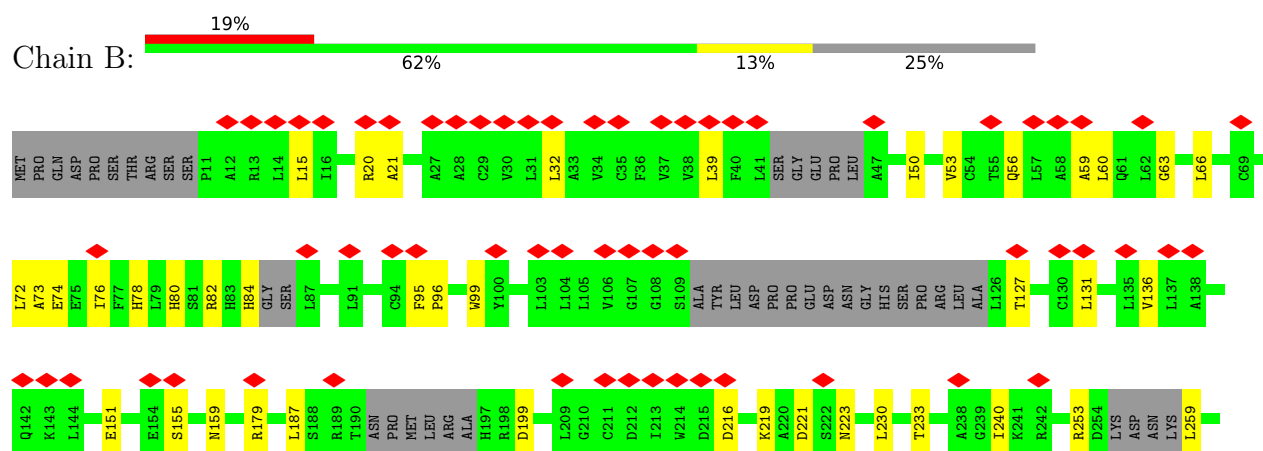 19%
Chain B:
62% 13% 25%
MET PRO GLN ASP PRO SER THR ARG SER SER P11 A12 R13 L14 L15 I16 R20 A21 A27 A28 C29 V30 L31 L32 A33 V34 C35 F36 V37 V38 L39 F40 L41 SER GLY GLU PRO LEU A47 I50 V53 C54 T55 Q56 L57 A58 A59 L60 Q61 L62 G63 L66 C69
L72 A73 E74 E75 I76 F77 H78 L79 H80 S81 R82 H83 H84 GLY SER L87 L91 C94 F95 P96 W99 Y100 L103 L104 L105 V106 G107 G108 S109 ALA TYR LEU ASP PRO PRO GLU ASP ASN GLY HIS SER PRO ARG LEU ALA L126 T127 C130 L131 L135 V136 L137 A138
Q142 K143 L144 E151 E154 S155 N159 R179 L187 S188 R189 T190 ASN PRO MET LEU ARG ALA H197 R198 D199 L209 G210 C211 D212 I213 W214 D215 D216 K219 A220 D221 S222 N223 L230 T233 A238 G239 I240 K241 R242 R253 D254 LYS ASP ASN LYS L259